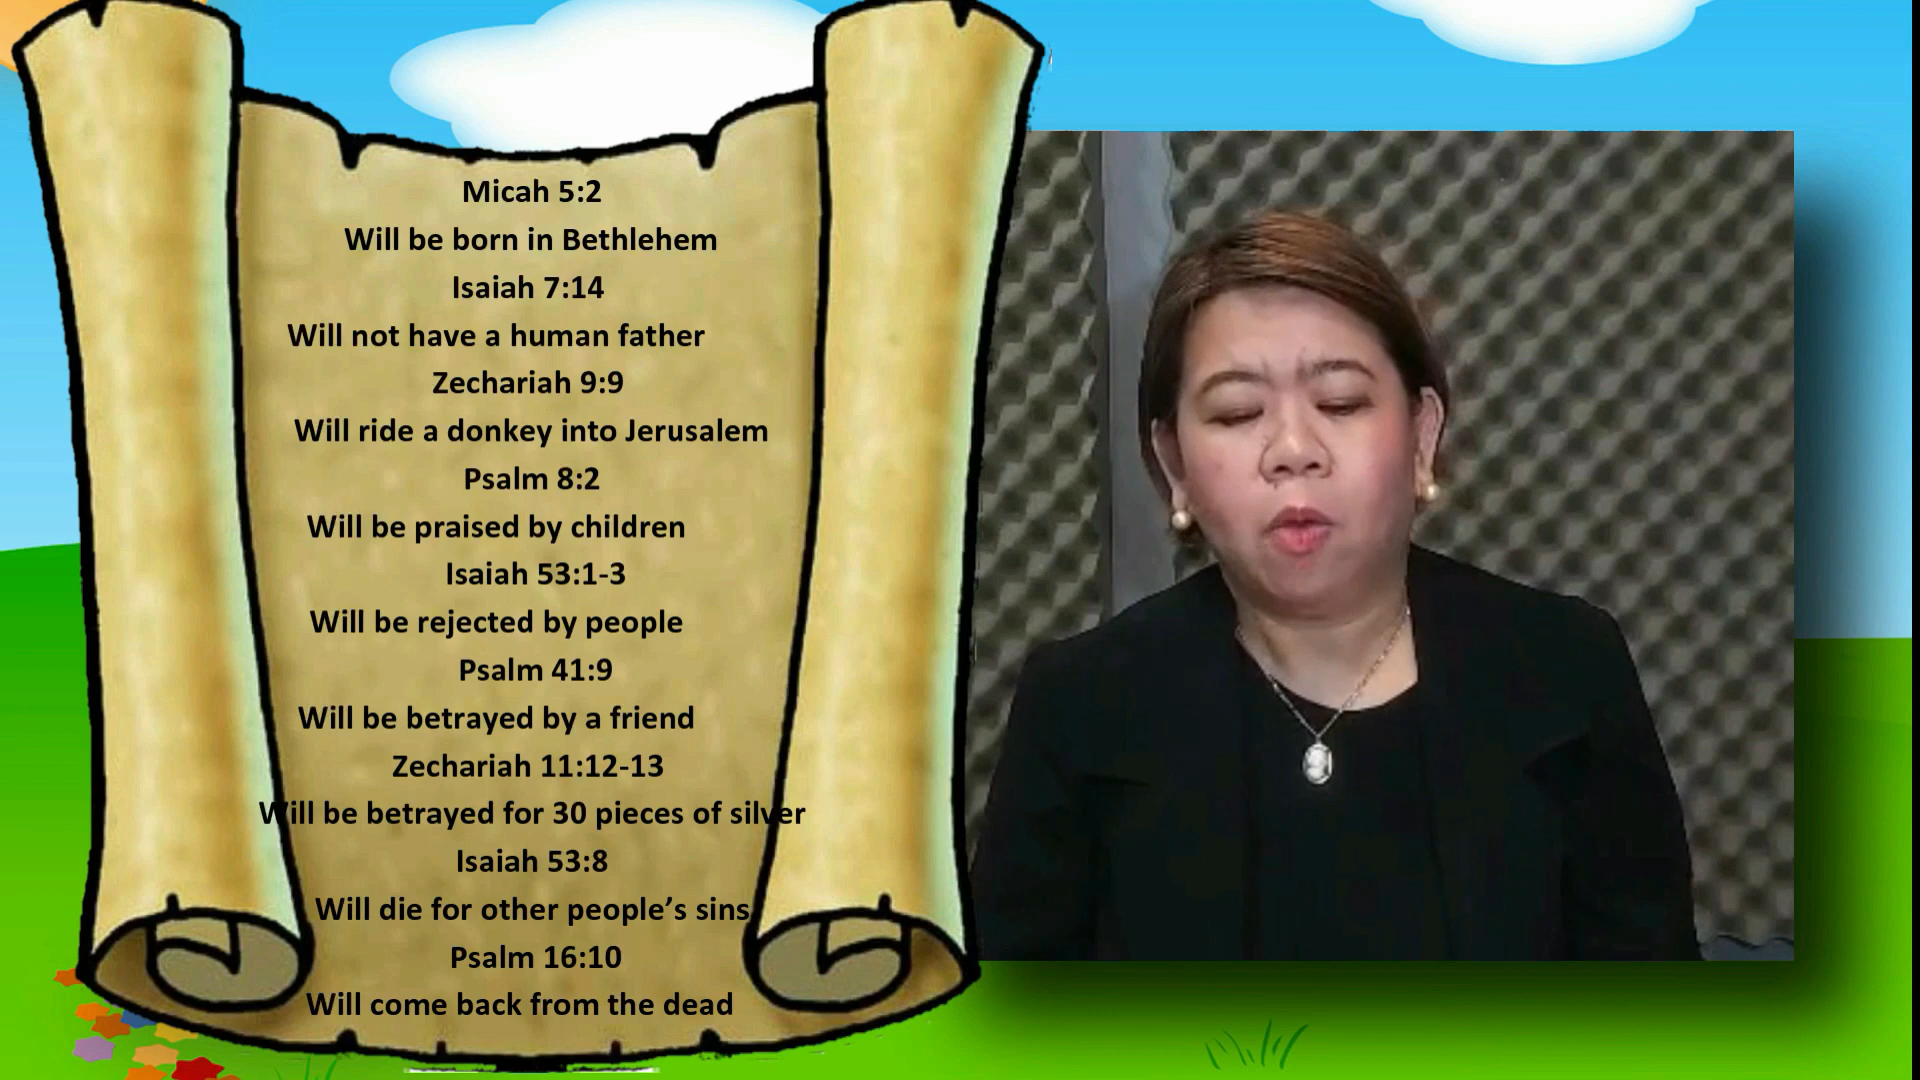 Micah 5:2
Will be born in Bethlehem
Isaiah 7:14
Will not have a human father
Zechariah 9:9
Will ride a donkey into Jerusalem
Psalm 8:2
Will be praised by children
Isaiah 53:1-3
Will be rejected by people
Psalm 41:9
Will be betrayed by a friend
Zechariah 11:12-13
Will be betrayed for 30 pieces of silver
Isaiah 53:8
Will die for other people’s sins
Psalm 16:10
Will come back from the dead